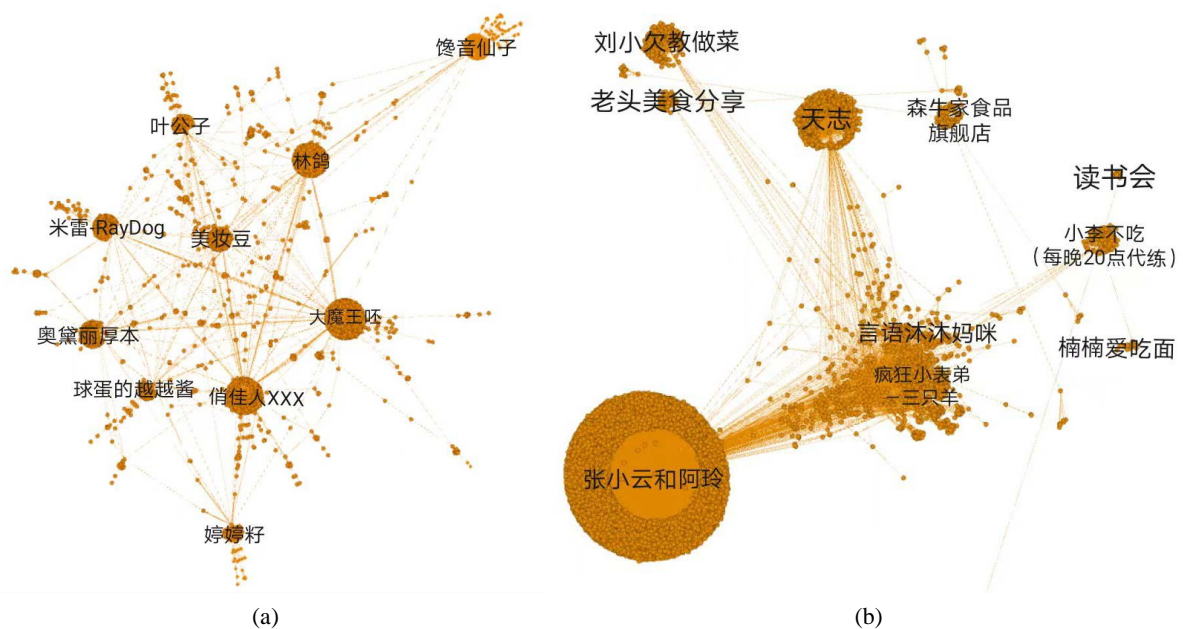 馋音仙子
叶公子
林鸽
米雷-RayDog
美妆豆
大魔王呸
奥黛丽厚本
球蛋的越越酱
俏佳人XXX
婷婷籽
(a)
刘小欠教做菜
老头美食分享
天志
森牛家食品
旗舰店
读书会
小李不吃
（每晚20点代练）
言语沐沐妈咪
楠楠爱吃面
疯狂小表弟
－三只羊
张小云和阿玲
(b)